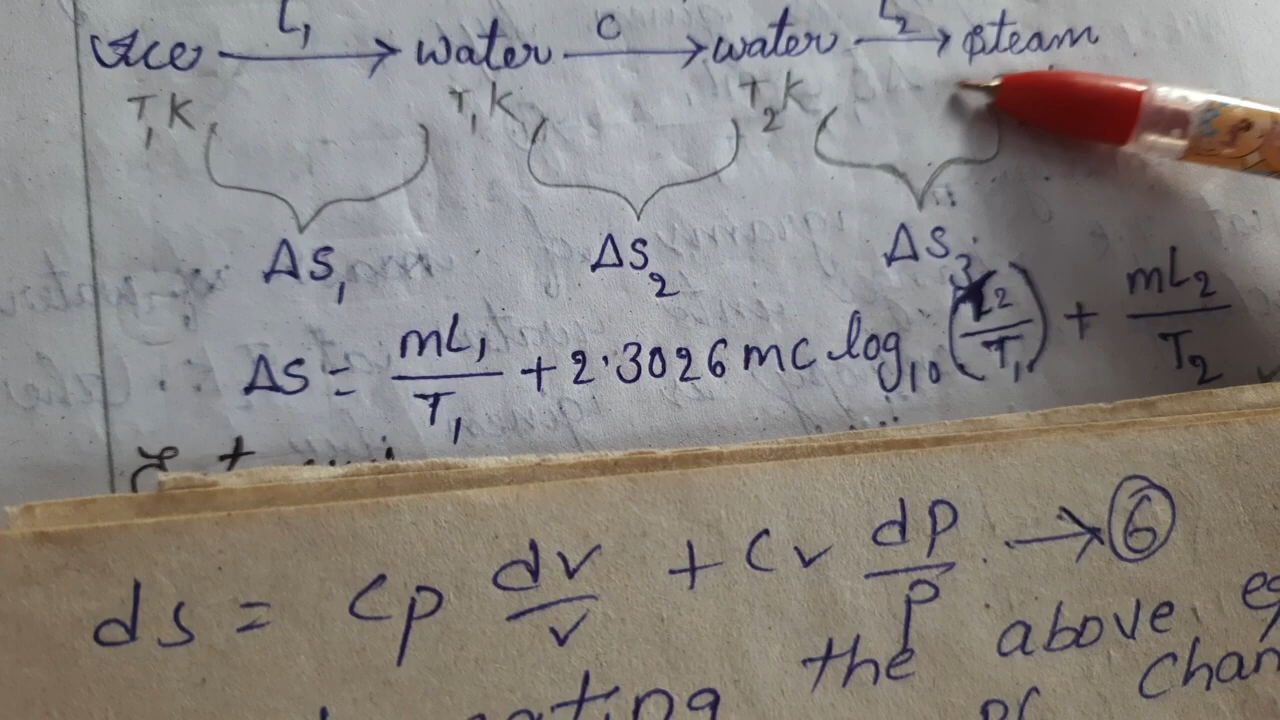 Ice L₁ → water C → water L₂ → steam
T₁K T₁K T₂K
ΔS₁ ΔS₂ ΔS₃
ΔS = mL₁/T₁ + 2.3026 mc log₁₀ (T₂/T₁) + mL₂/T₂
ds = Cp dv/v + Cv dp/p → ⑥
the above